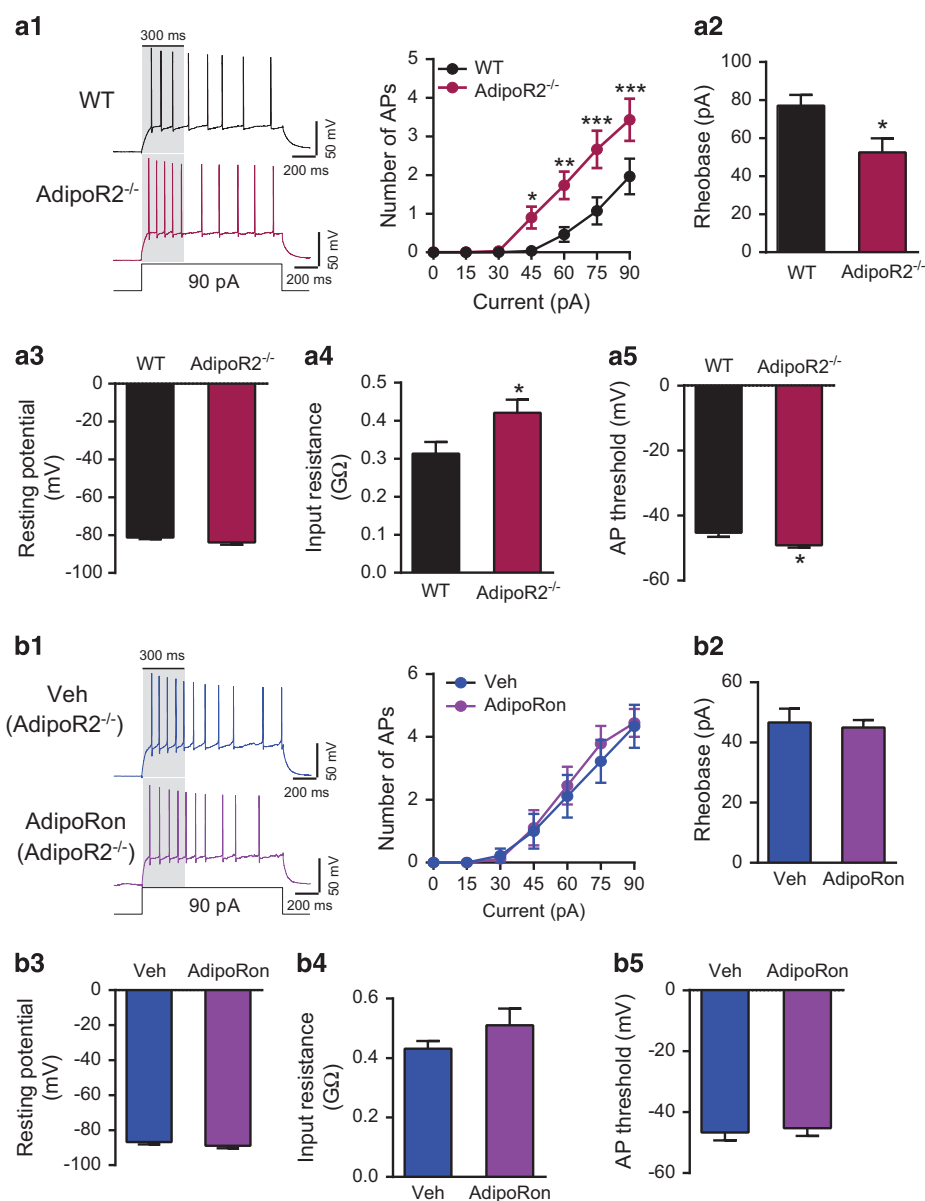 a1
300 ms
WT
50 mV
200 ms
AdipoR2-/-
50 mV
200 ms
90 pA
Number of APs
5
4
3
2
1
0
WT
AdipoR2-/-
*
**
***
***
0 15 30 45 60 75 90
Current (pA)
a2
Rheobase (pA)
100
80
60
40
20
0
*
WT AdipoR2-/-
a3
WT AdipoR2-/-
Resting potential
(mV)
0
-20
-40
-60
-80
-100
a4
Input resistance
(GΩ)
0.5
0.4
0.3
0.2
0.1
0.0
*
WT AdipoR2-/-
a5
WT AdipoR2-/-
AP threshold (mV)
0
-20
-40
-60
*
b1
300 ms
Veh
(AdipoR2-/-)
50 mV
200 ms
AdipoRon
(AdipoR2-/-)
50 mV
200 ms
90 pA
Number of APs
6
4
2
0
Veh
AdipoRon
0 15 30 45 60 75 90
Current (pA)
b2
Rheobase (pA)
60
40
20
0
Veh AdipoRon
b3
Veh AdipoRon
Resting potential
(mV)
0
-20
-40
-60
-80
-100
b4
Input resistance
(GΩ)
0.6
0.4
0.2
0.0
Veh AdipoRon
b5
Veh AdipoRon
AP threshold (mV)
0
-20
-40
-60